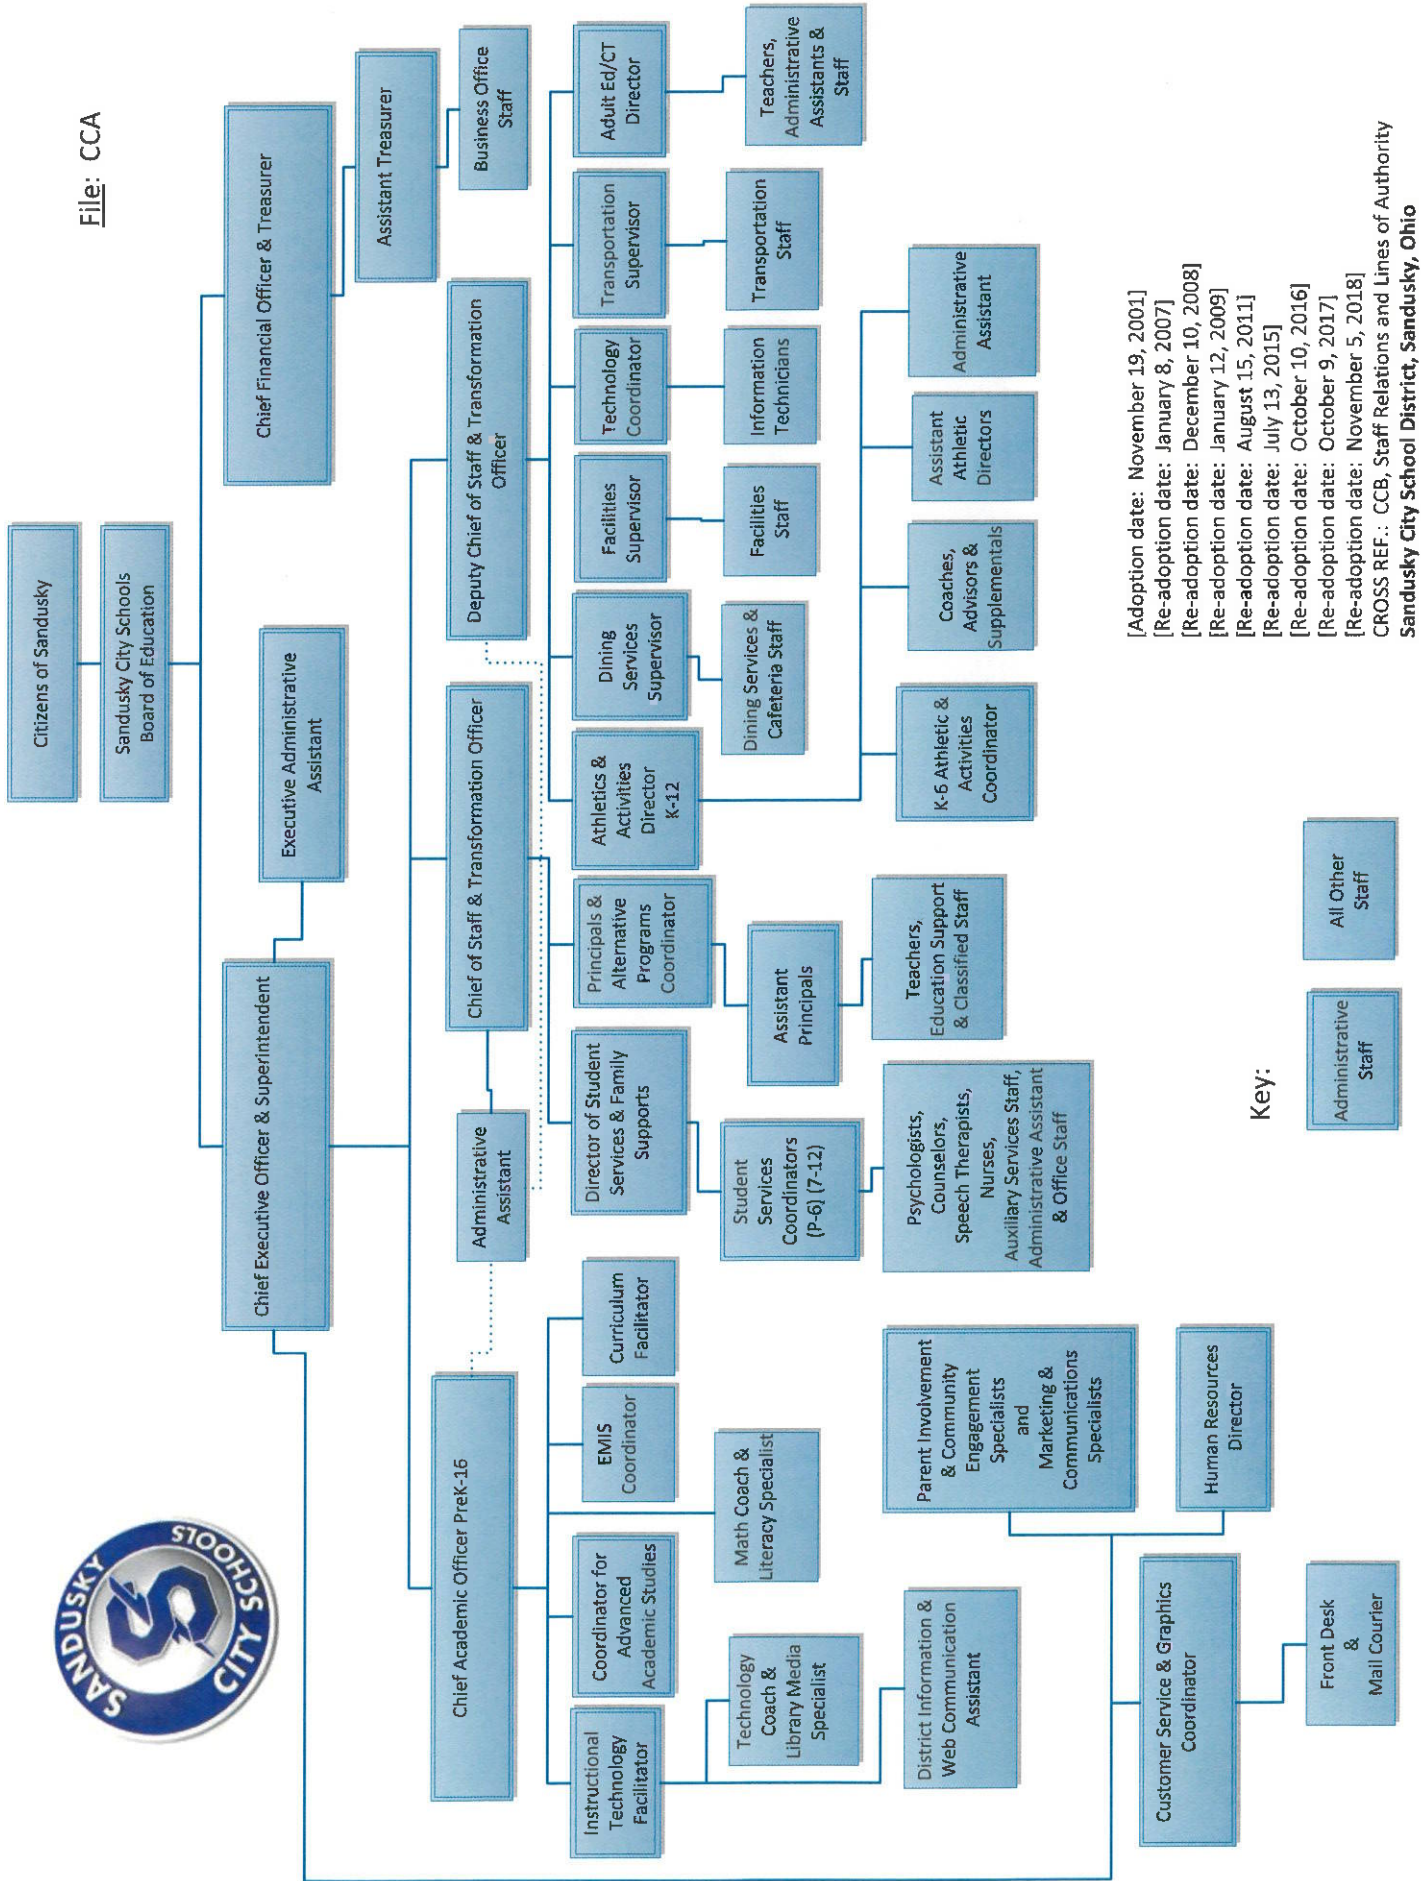 SANDUSKY
CITY SCHOOLS
File: CCA
Citizens of Sandusky
Sandusky City Schools
Board of Education
Chief Executive Officer & Superintendent
Executive Administrative
Assistant
Chief Financial Officer & Treasurer
Assistant Treasurer
Business Office
Staff
Chief Academic Officer PreK-16
Administrative
Assistant
Chief of Staff & Transformation Officer
Deputy Chief of Staff & Transformation
Officer
Instructional
Technology
Facilitator
Coordinator for
Advanced
Academic Studies
EMIS
Coordinator
Curriculum
Facilitator
Technology
Coach &
Library Media
Specialist
Math Coach &
Literacy Specialist
District Information &
Web Communication
Assistant
Director of Student
Services & Family
Supports
Principals &
Alternative
Programs
Coordinator
Student
Services
Coordinators
(P-6) (7-12)
Assistant
Principals
Psychologists,
Counselors,
Speech Therapists,
Nurses,
Auxiliary Services Staff,
Administrative Assistant
& Office Staff
Teachers,
Education Support
& Classified Staff
Athletics &
Activities
Director
K-12
Dining
Services
Supervisor
Facilities
Supervisor
Technology
Coordinator
Transportation
Supervisor
Adult Ed/CT
Director
Dining Services &
Cafeteria Staff
Facilities
Staff
Information
Technicians
Transportation
Staff
Teachers,
Administrative
Assistants &
Staff
K-6 Athletic &
Activities
Coordinator
Coaches,
Advisors &
Supplementals
Assistant
Athletic
Directors
Administrative
Assistant
Parent Involvement
& Community
Engagement
Specialists
and
Marketing &
Communications
Specialists
Customer Service & Graphics
Coordinator
Human Resources
Director
Front Desk
&
Mail Courier
Key:
Administrative
Staff
All Other
Staff
[Adoption date: November 19, 2001]
[Re-adoption date: January 8, 2007]
[Re-adoption date: December 10, 2008]
[Re-adoption date: January 12, 2009]
[Re-adoption date: August 15, 2011]
[Re-adoption date: July 13, 2015]
[Re-adoption date: October 10, 2016]
[Re-adoption date: October 9, 2017]
[Re-adoption date: November 5, 2018]
CROSS REF.: CCB, Staff Relations and Lines of Authority
Sandusky City School District, Sandusky, Ohio